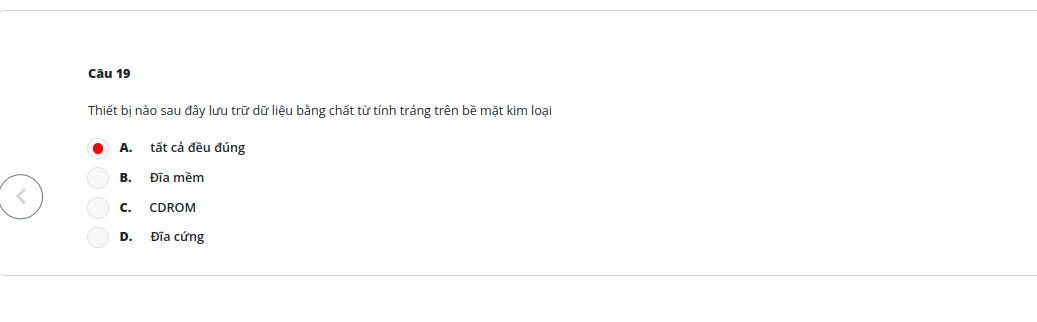 Câu 19
Thiết bị nào sau đây lưu trữ dữ liệu bằng chất từ tính tráng trên bề mặt kim loại
A. tất cả đều đúng
B. Đĩa mềm
C. CDROM
D. Đĩa cứng